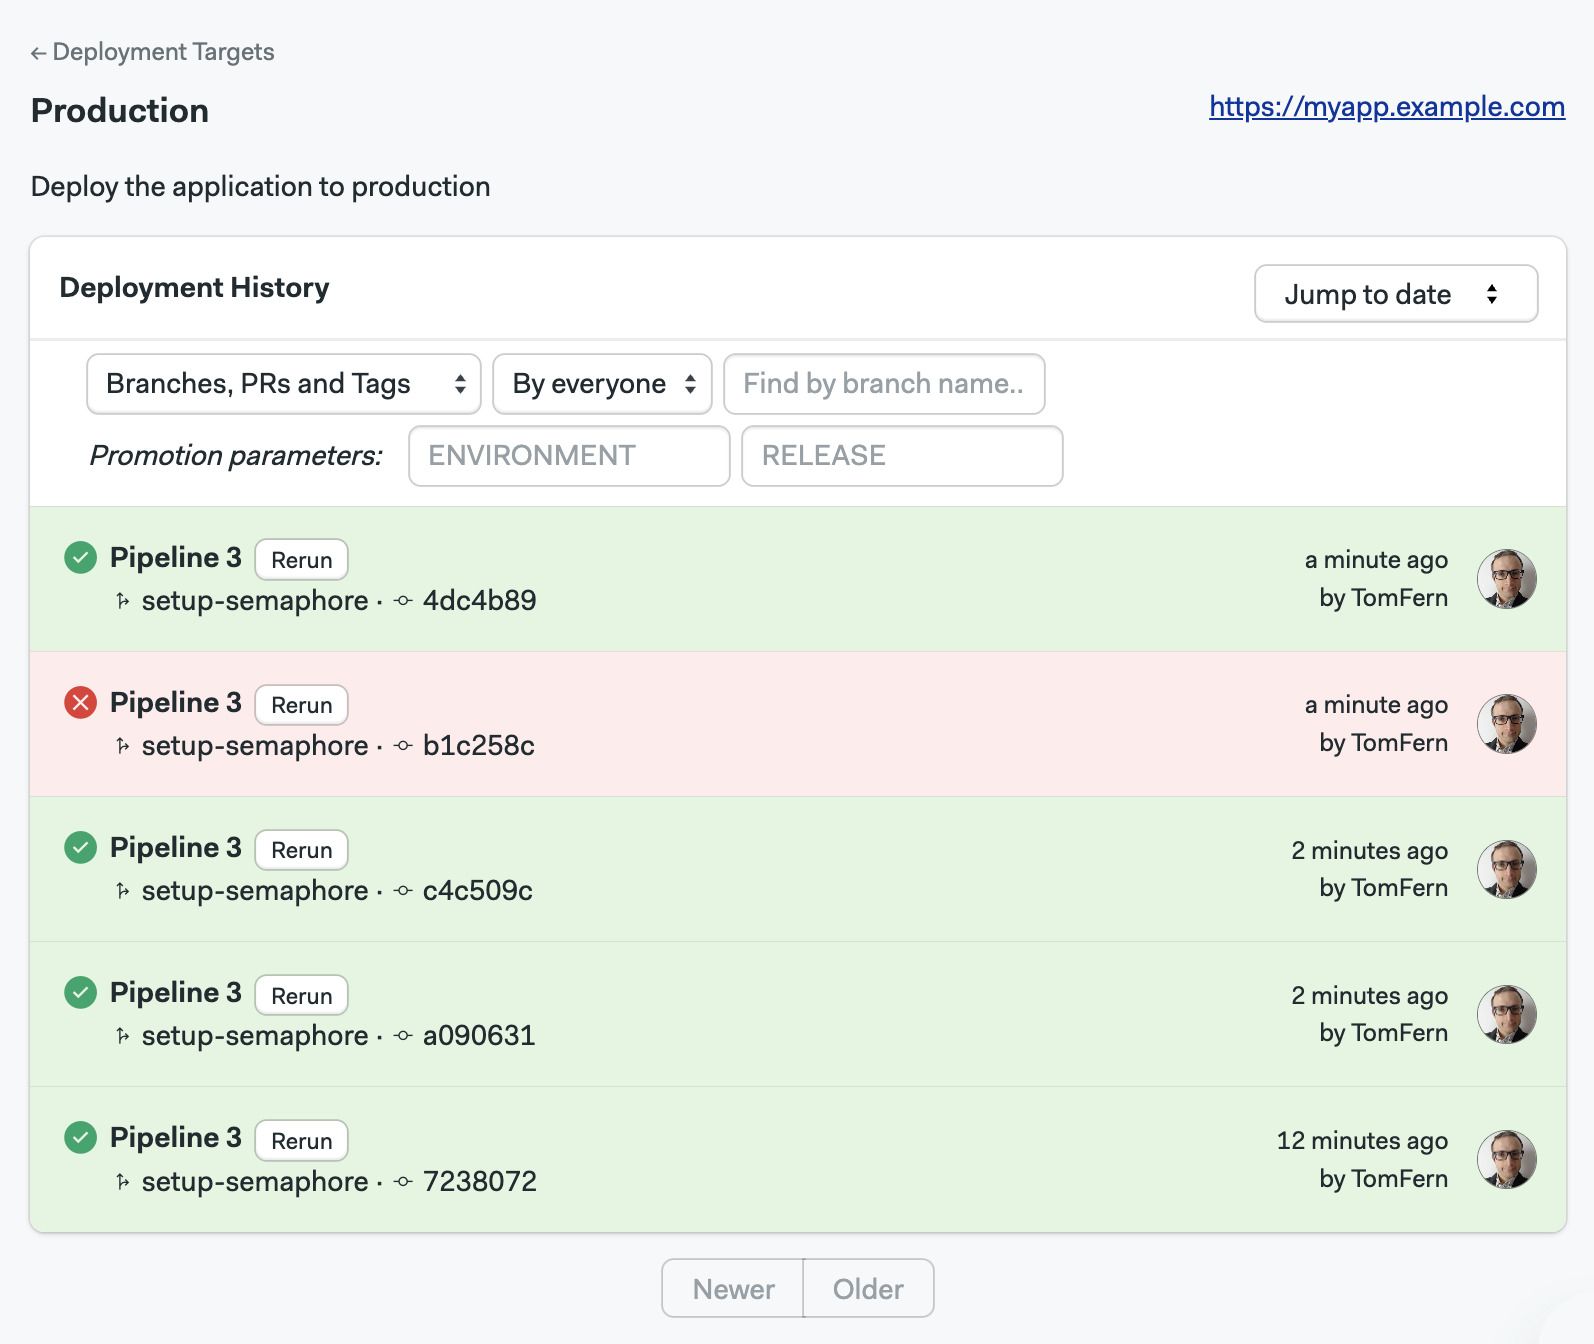 ← Deployment Targets
Production
https://myapp.example.com
Deploy the application to production
Deployment History
Jump to date
Branches, PRs and Tags
By everyone
Find by branch name..
Promotion parameters:
ENVIRONMENT
RELEASE
Pipeline 3 Rerun
setup-semaphore · 4dc4b89
a minute ago
by TomFern
Pipeline 3 Rerun
setup-semaphore · b1c258c
a minute ago
by TomFern
Pipeline 3 Rerun
setup-semaphore · c4c509c
2 minutes ago
by TomFern
Pipeline 3 Rerun
setup-semaphore · a090631
2 minutes ago
by TomFern
Pipeline 3 Rerun
setup-semaphore · 7238072
12 minutes ago
by TomFern
Newer
Older